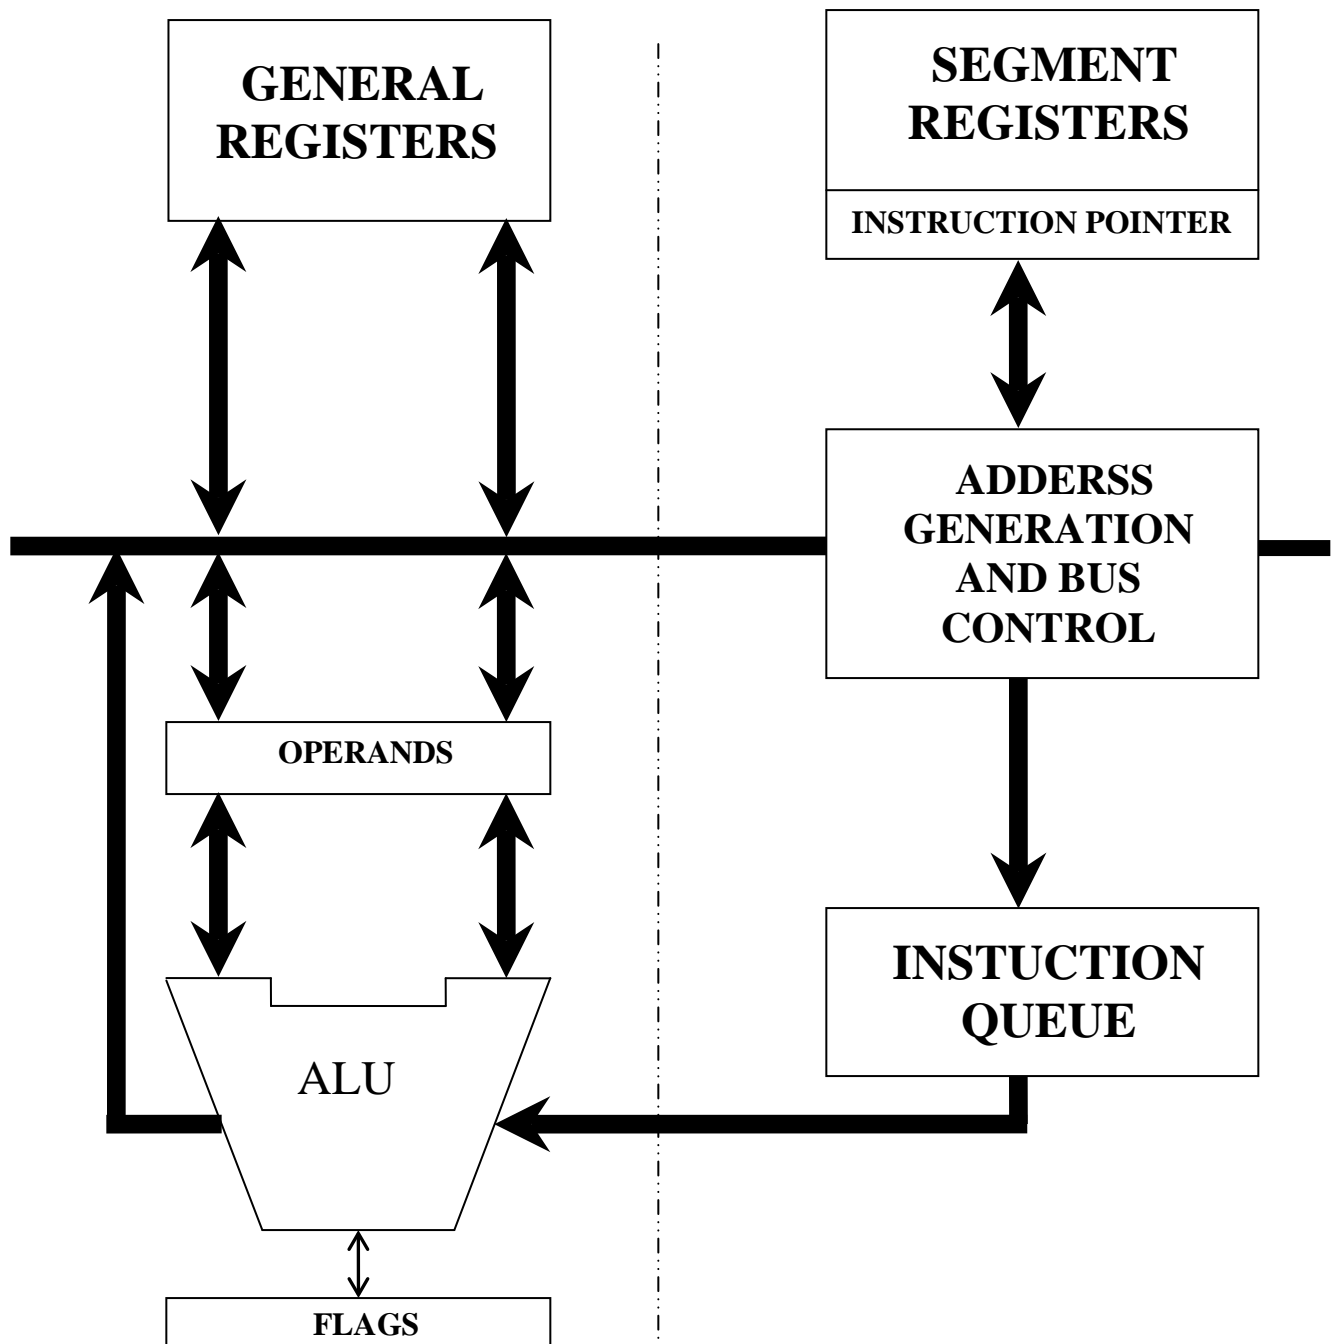 GENERAL
REGISTERS
SEGMENT
REGISTERS
INSTRUCTION POINTER
ADDERSS
GENERATION
AND BUS
CONTROL
OPERANDS
INSTUCTION
QUEUE
ALU
FLAGS